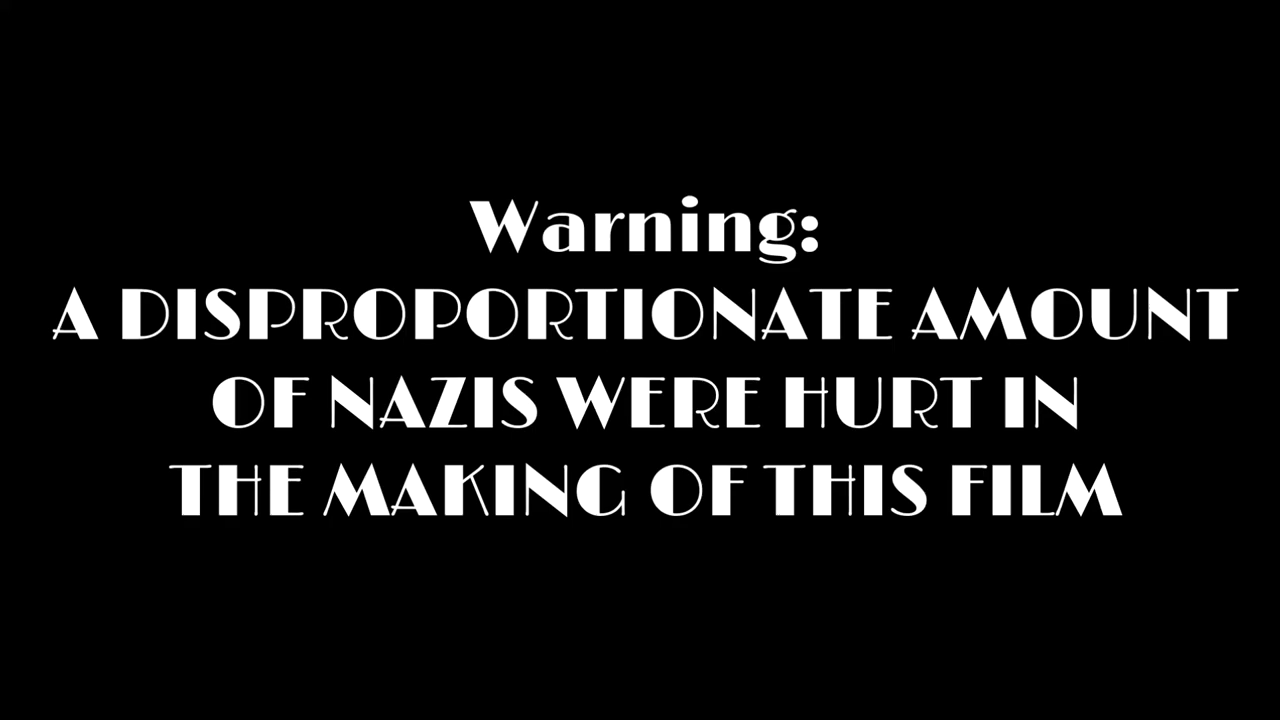 Warning:
A DISPROPORTIONATE AMOUNT
OF NAZIS WERE HURT IN
THE MAKING OF THIS FILM